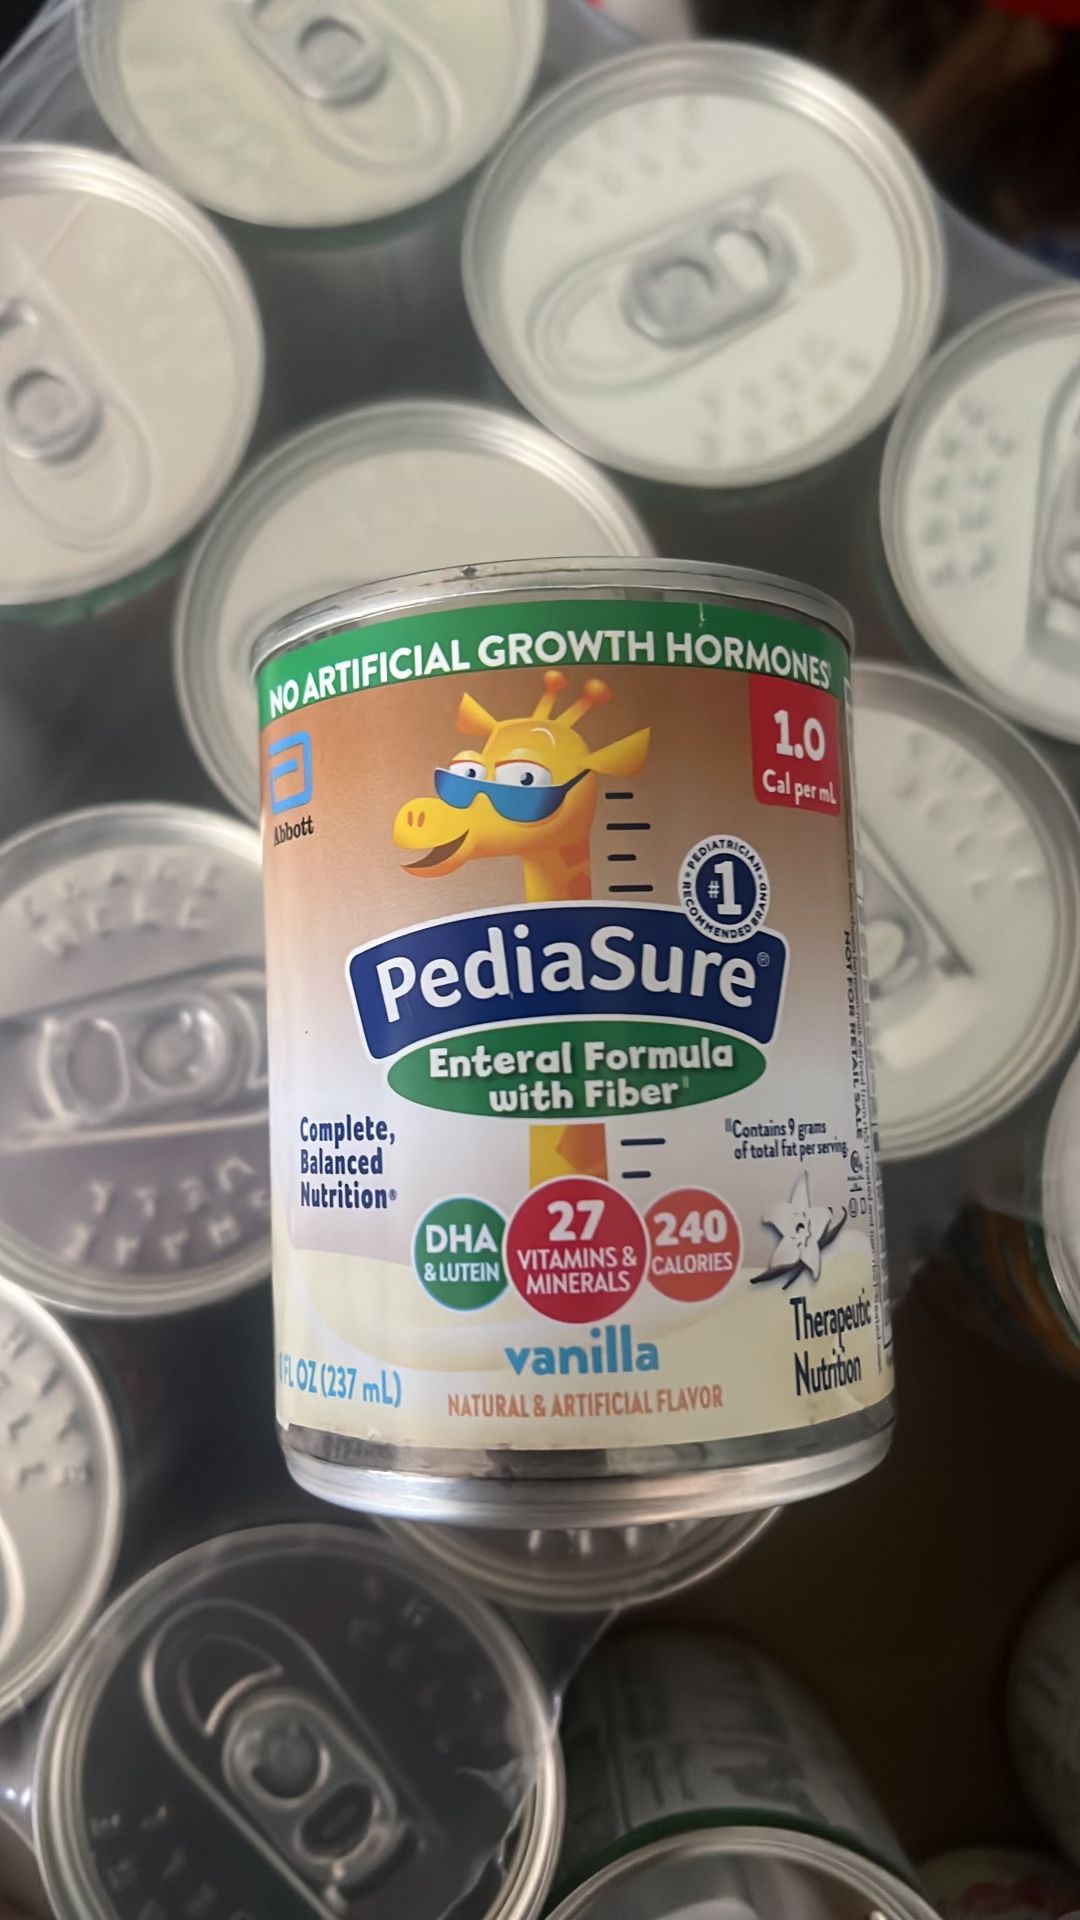 NO ARTIFICIAL GROWTH HORMONES
Abbott
1.0
Cal per mL
PEDIATRICIAN
#1
RECOMMENDED BRAND
PediaSure®
Enteral Formula
with Fiber
Complete,
Balanced
Nutrition®
Contains 9 grams
of total fat per serving
NOT FOR RETAIL SALE
DHA
& LUTEIN
27
VITAMINS &
MINERALS
240
CALORIES
vanilla
NATURAL & ARTIFICIAL FLAVOR
FL OZ (237 mL)
Therapeutic
Nutrition